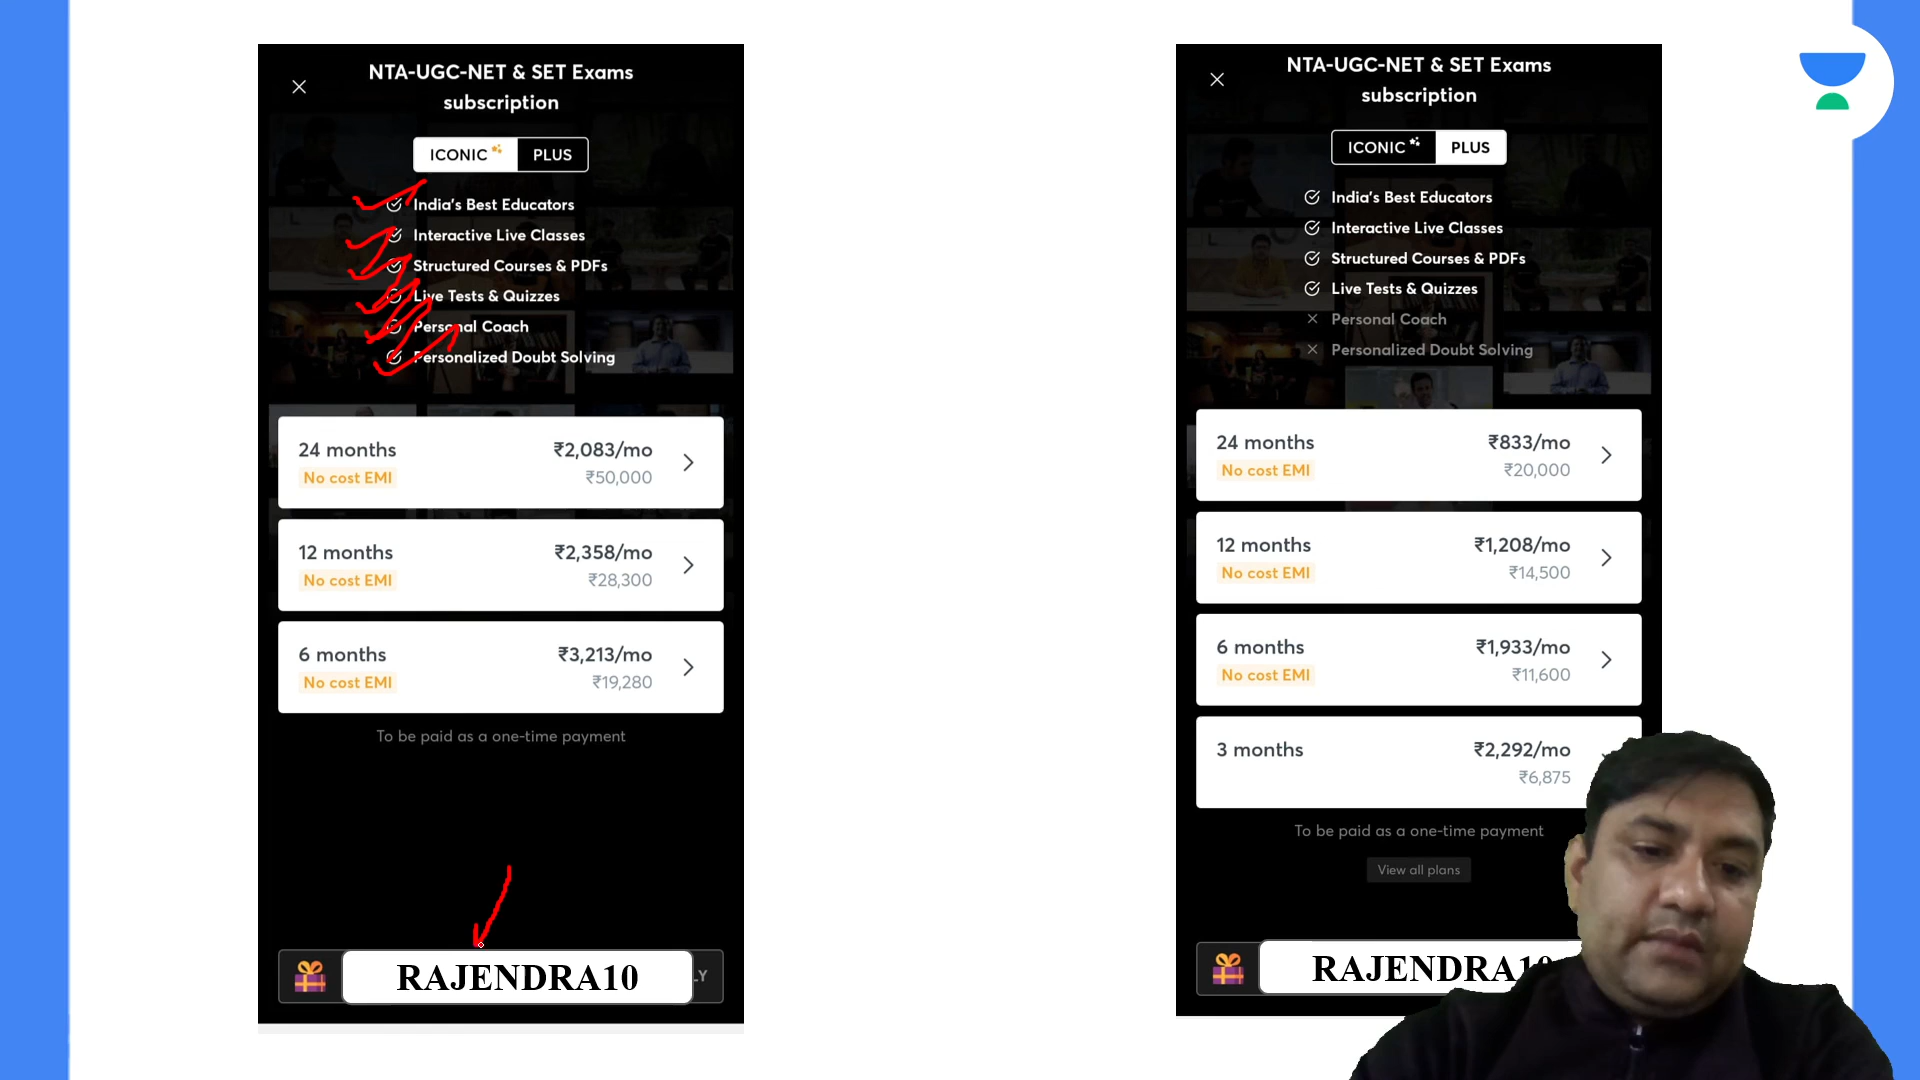 NTA-UGC-NET & SET Exams
subscription
ICONIC PLUS
India's Best Educators
Interactive Live Classes
Structured Courses & PDFs
Live Tests & Quizzes
Personal Coach
Personalized Doubt Solving
24 months ₹2,083/mo
No cost EMI ₹50,000
12 months ₹2,358/mo
No cost EMI ₹28,300
6 months ₹3,213/mo
No cost EMI ₹19,280
To be paid as a one-time payment
RAJENDRA10
NTA-UGC-NET & SET Exams
subscription
ICONIC PLUS
India's Best Educators
Interactive Live Classes
Structured Courses & PDFs
Live Tests & Quizzes
Personal Coach
Personalized Doubt Solving
24 months ₹833/mo
No cost EMI ₹20,000
12 months ₹1,208/mo
No cost EMI ₹14,500
6 months ₹1,933/mo
No cost EMI ₹11,600
3 months ₹2,292/mo
₹6,875
To be paid as a one-time payment
View all plans
RAJENDRA10